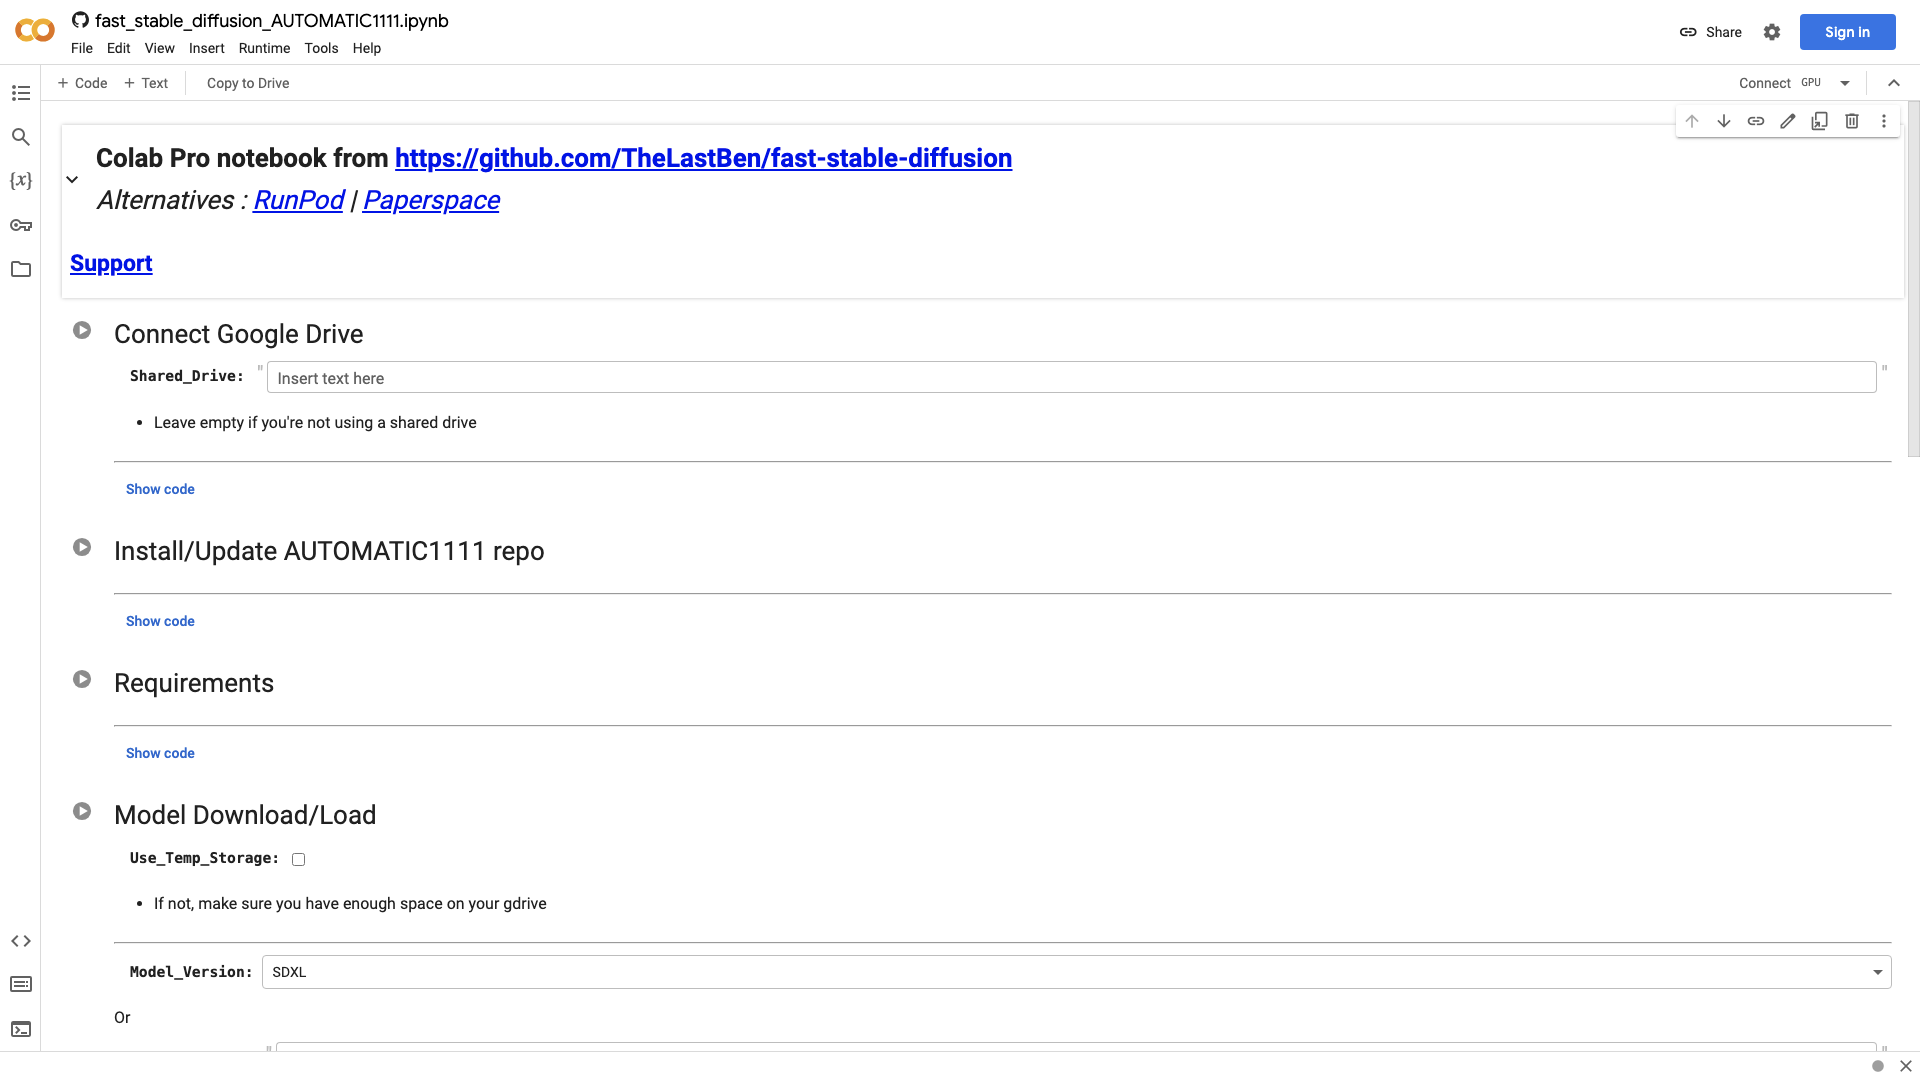 fast_stable_diffusion_AUTOMATIC1111.ipynb
File Edit View Insert Runtime Tools Help
Share
Sign in
+ Code + Text Copy to Drive
Connect GPU
Colab Pro notebook from https://github.com/TheLastBen/fast-stable-diffusion
Alternatives : RunPod | Paperspace
Support
Connect Google Drive
Shared_Drive: " Insert text here "
• Leave empty if you're not using a shared drive
Show code
Install/Update AUTOMATIC1111 repo
Show code
Requirements
Show code
Model Download/Load
Use_Temp_Storage:
• If not, make sure you have enough space on your gdrive
Model_Version: SDXL
Or
" "